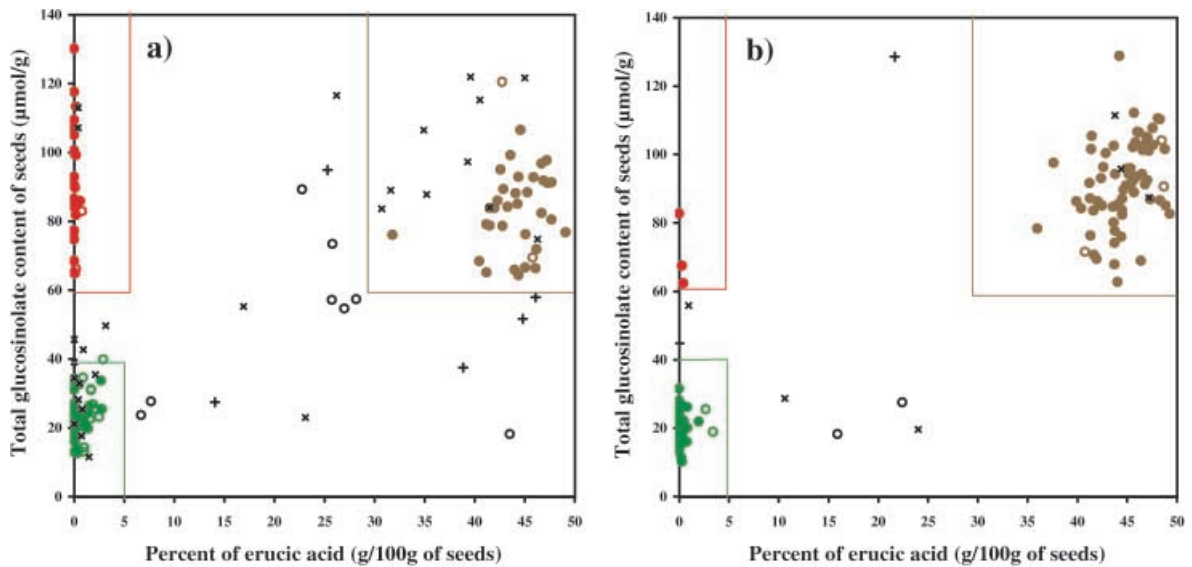 a)
Total glucosinolate content of seeds (µmol/g)
140
120
100
80
60
40
20
0
0 5 10 15 20 25 30 35 40 45 50
Percent of erucic acid (g/100g of seeds)
b)
Total glucosinolate content of seeds (µmol/g)
140
120
100
80
60
40
20
0
0 5 10 15 20 25 30 35 40 45 50
Percent of erucic acid (g/100g of seeds)